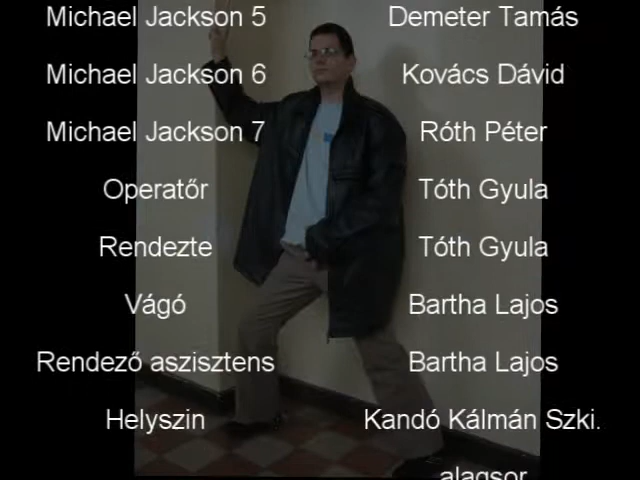 Michael Jackson 5 Demeter Tamás
Michael Jackson 6 Kovács Dávid
Michael Jackson 7 Róth Péter
Operatőr Tóth Gyula
Rendezte Tóth Gyula
Vágó Bartha Lajos
Rendező aszisztens Bartha Lajos
Helyszin Kandó Kálmán Szki.
alagsor